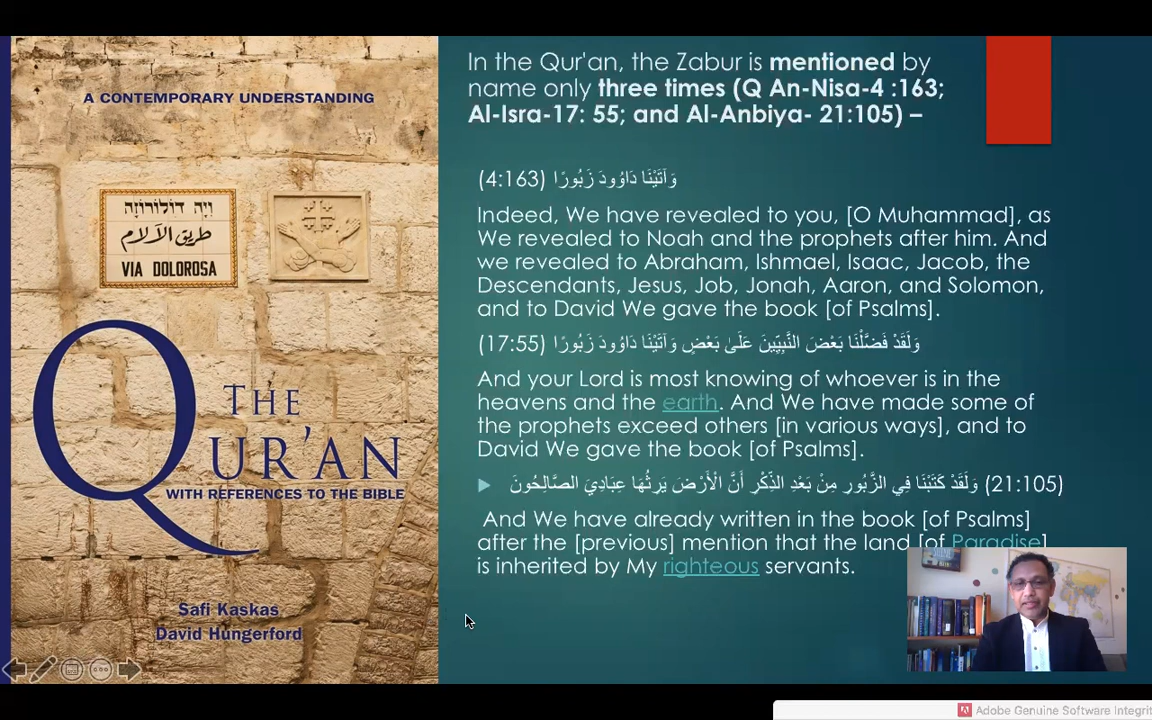 A CONTEMPORARY UNDERSTANDING
ויה דולורוזה
طريق الآلام
VIA DOLOROSA
THE
QUR'AN
WITH REFERENCES TO THE BIBLE
Safi Kaskas
David Hungerford
In the Qur'an, the Zabur is mentioned by
name only three times (Q An-Nisa-4 :163;
Al-Isra-17: 55; and Al-Anbiya- 21:105) –
وَآتَيْنَا دَاوُودَ زَبُورًا (4:163)
Indeed, We have revealed to you, [O Muhammad], as
We revealed to Noah and the prophets after him. And
we revealed to Abraham, Ishmael, Isaac, Jacob, the
Descendants, Jesus, Job, Jonah, Aaron, and Solomon,
and to David We gave the book [of Psalms].
وَلَقَدْ فَضَّلْنَا بَعْضَ النَّبِيِّينَ عَلَىٰ بَعْضٍ وَآتَيْنَا دَاوُودَ زَبُورًا (17:55)
And your Lord is most knowing of whoever is in the
heavens and the earth. And We have made some of
the prophets exceed others [in various ways], and to
David We gave the book [of Psalms].
(21:105) وَلَقَدْ كَتَبْنَا فِي الزَّبُورِ مِنْ بَعْدِ الذِّكْرِ أَنَّ الْأَرْضَ يَرِثُهَا عِبَادِيَ الصَّالِحُونَ
And We have already written in the book [of Psalms]
after the [previous] mention that the land [of Paradise]
is inherited by My righteous servants.
Adobe Genuine Software Integrit